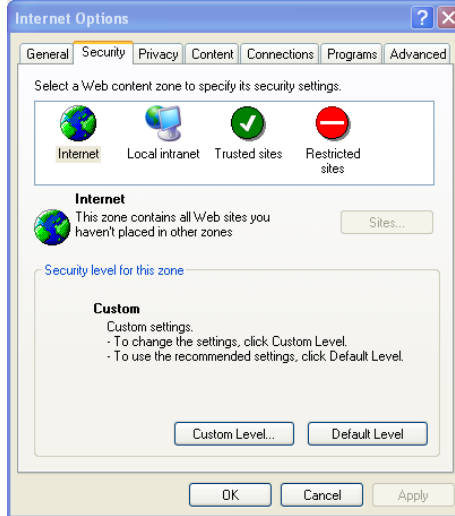 Internet Options
General Security Privacy Content Connections Programs Advanced
Select a Web content zone to specify its security settings.
Internet Local intranet Trusted sites Restricted sites
Internet
This zone contains all Web sites you
haven't placed in other zones
Sites...
Security level for this zone
Custom
Custom settings.
- To change the settings, click Custom Level.
- To use the recommended settings, click Default Level.
Custom Level... Default Level
OK Cancel Apply